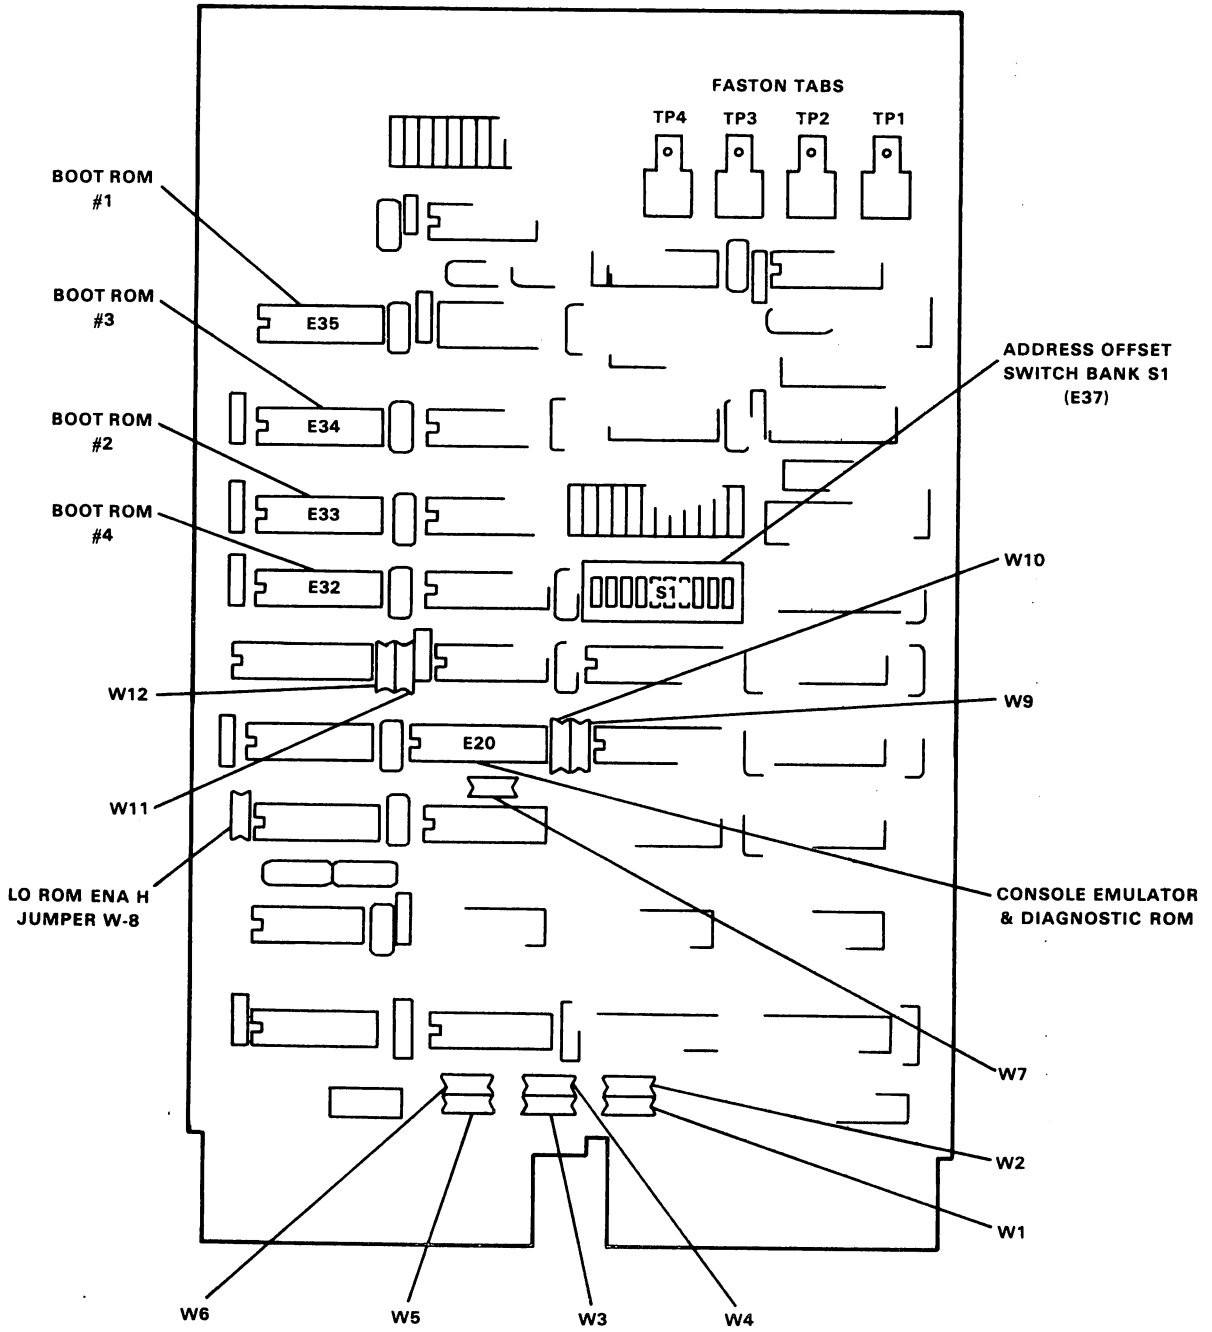 FASTON TABS
TP4 TP3 TP2 TP1
BOOT ROM
#1
BOOT ROM
#3
E35
ADDRESS OFFSET
SWITCH BANK S1
(E37)
BOOT ROM
#2
E34
BOOT ROM
#4
E33
W10
E32
S1
W12
W9
E20
W11
LO ROM ENA H
JUMPER W-8
CONSOLE EMULATOR
& DIAGNOSTIC ROM
W7
W2
W1
W6
W5
W3
W4